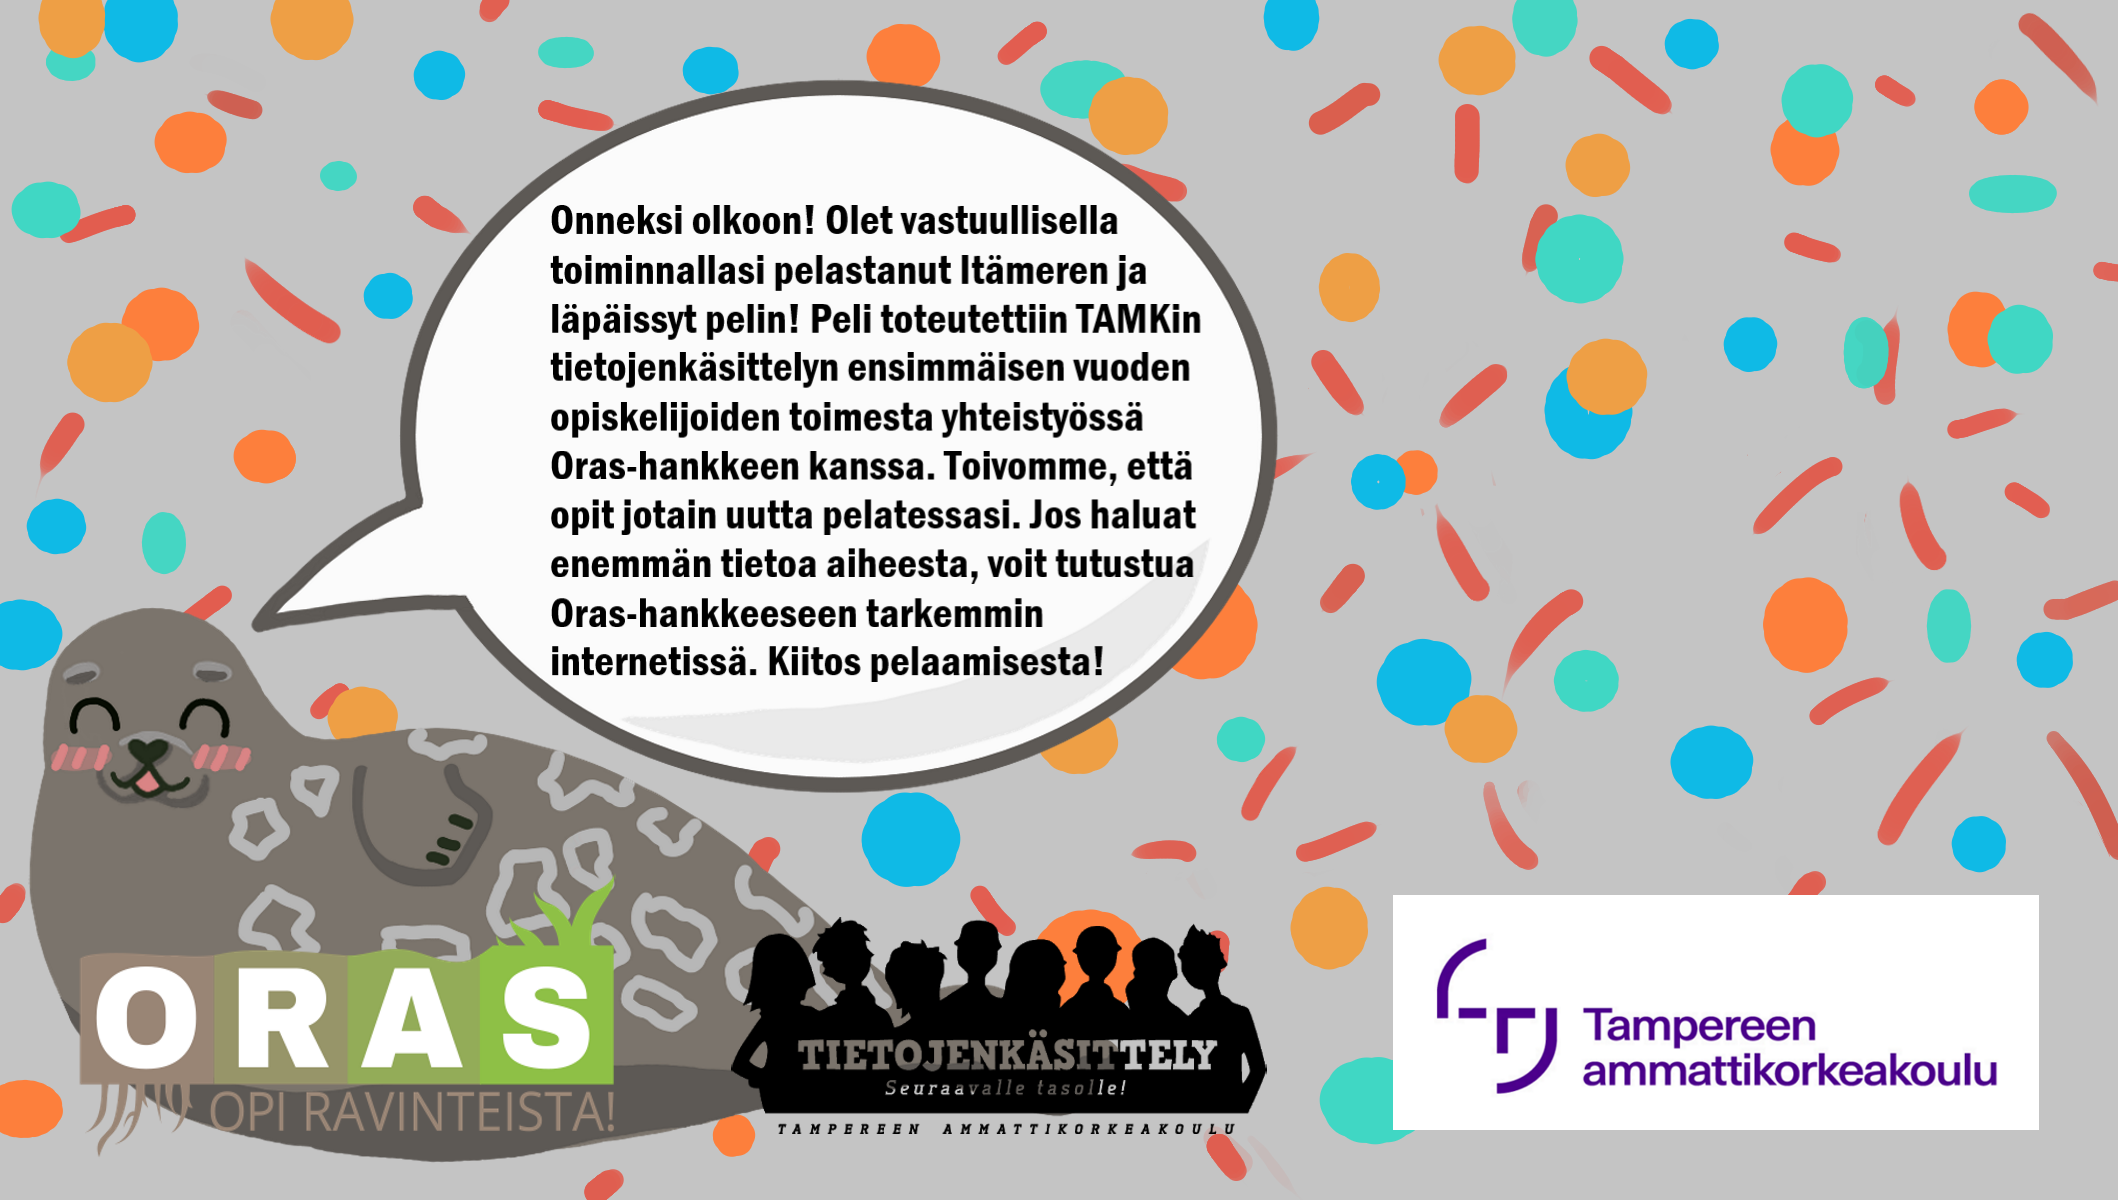 Onneksi olkoon! Olet vastuullisella
toiminnallasi pelastanut Itämeren ja
läpäissyt pelin! Peli toteutettiin TAMKin
tietojenkäsittelyn ensimmäisen vuoden
opiskelijoiden toimesta yhteistyössä
Oras-hankkeen kanssa. Toivomme, että
opit jotain uutta pelatessasi. Jos haluat
enemmän tietoa aiheesta, voit tutustua
Oras-hankkeeseen tarkemmin
internetissä. Kiitos pelaamisesta!
ORAS
OPI RAVINTEISTA!
TIETOJENKÄSITTELY
Seuraavalle tasolle!
TAMPEREEN AMMATTIKORKEAKOULU
Tampereen
ammattikorkeakoulu